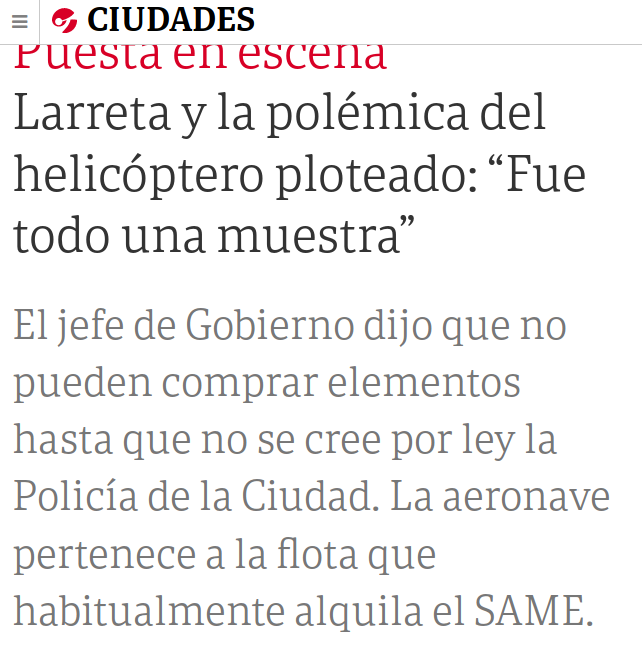 CIUDADES
Puesta en escena
Larreta y la polémica del
helicóptero ploteado: “Fue
todo una muestra”
El jefe de Gobierno dijo que no
pueden comprar elementos
hasta que no se cree por ley la
Policía de la Ciudad. La aeronave
pertenece a la flota que
habitualmente alquila el SAME.